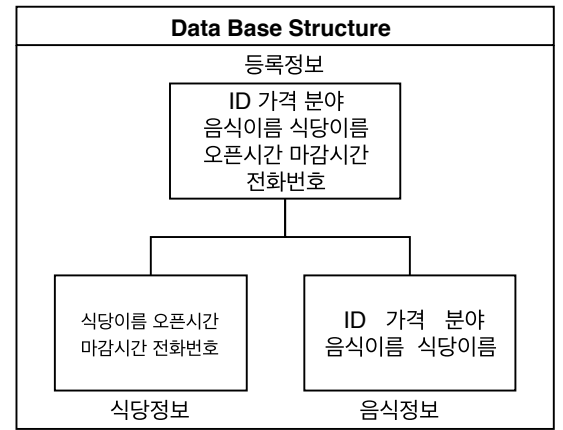 Data Base Structure
등록정보
ID 가격 분야
음식이름 식당이름
오픈시간 마감시간
전화번호
식당이름 오픈시간
마감시간 전화번호
식당정보
ID 가격 분야
음식이름 식당이름
음식정보